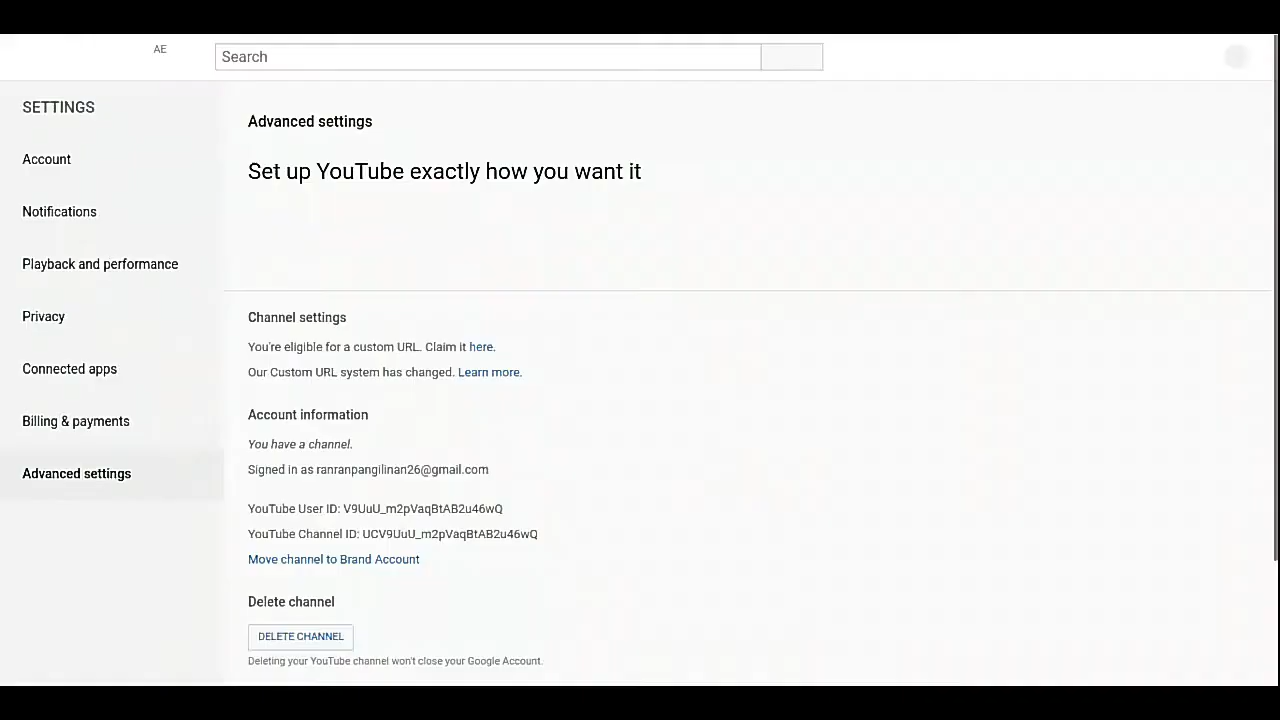 AE
Search
SETTINGS
Account
Notifications
Playback and performance
Privacy
Connected apps
Billing & payments
Advanced settings
Advanced settings
Set up YouTube exactly how you want it
Channel settings
You're eligible for a custom URL. Claim it here.
Our Custom URL system has changed. Learn more.
Account information
You have a channel.
Signed in as ranranpangilinan26@gmail.com
YouTube User ID: V9UuU_m2pVaqBtAB2u46wQ
YouTube Channel ID: UCV9UuU_m2pVaqBtAB2u46wQ
Move channel to Brand Account
Delete channel
DELETE CHANNEL
Deleting your YouTube channel won't close your Google Account.